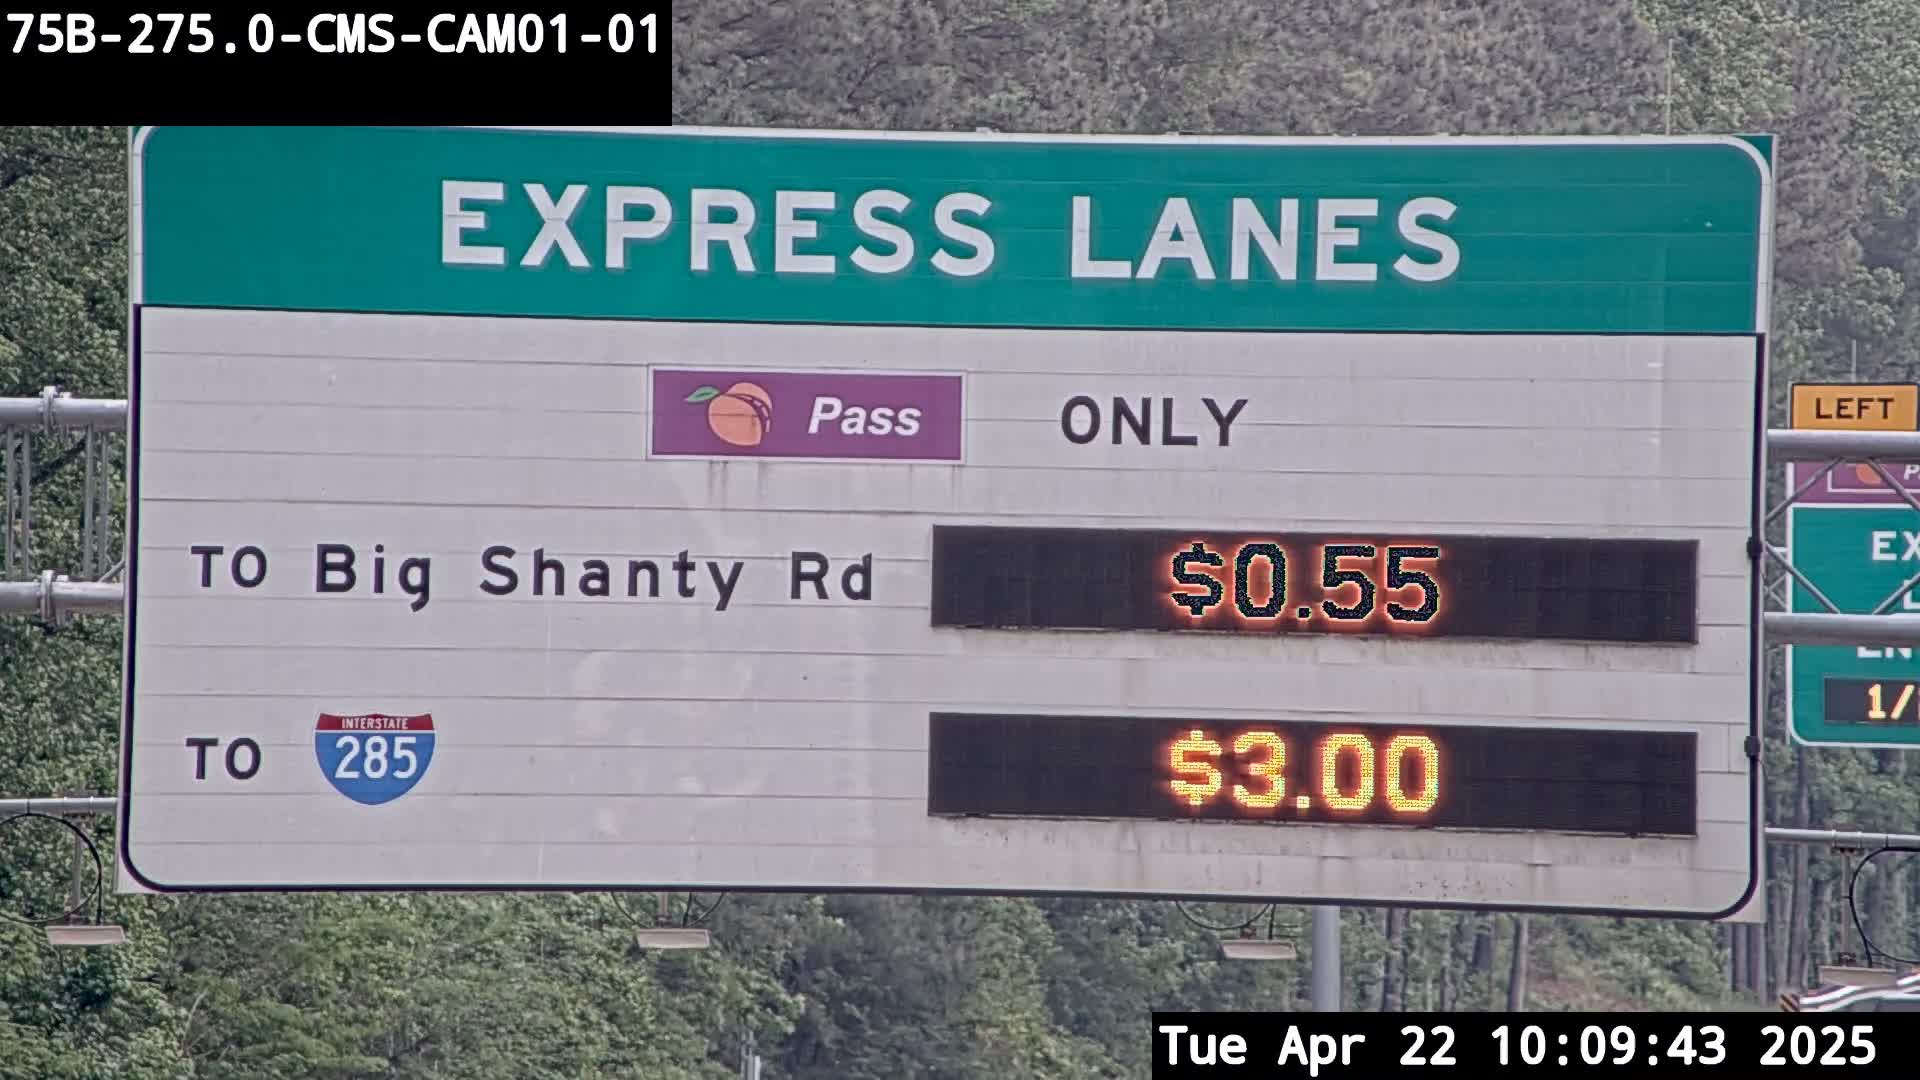 75B-275.0-CMS-CAM01-01
EXPRESS LANES
Pass ONLY
LEFT
TO Big Shanty Rd $0.55
TO INTERSTATE 285 $3.00
1/
Tue Apr 22 10:09:43 2025